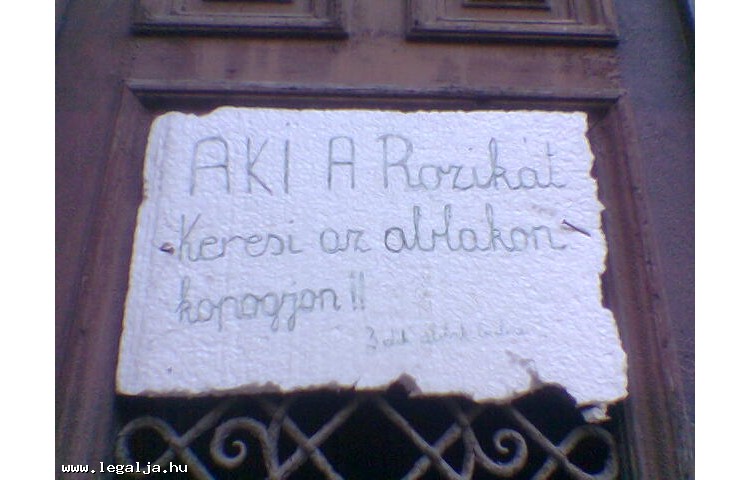 AKI A Rozikát
Keresi az ablakon
kopogjon!!
www.legalja.hu